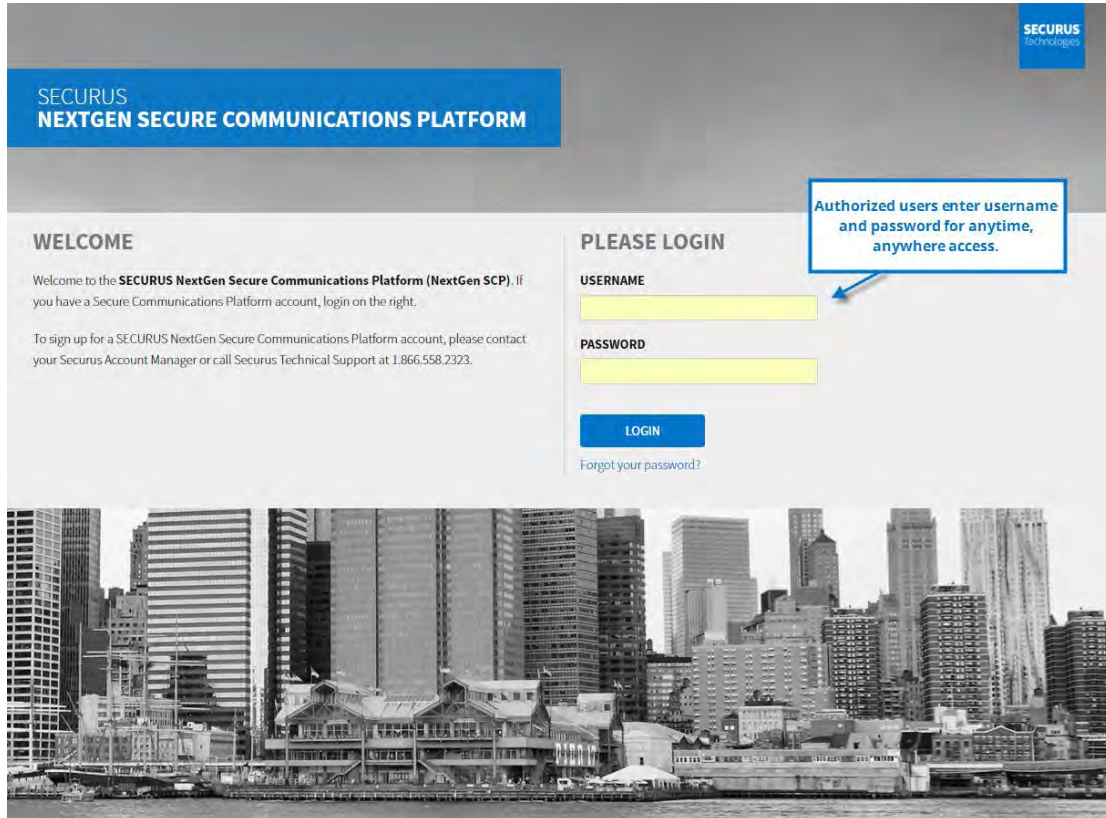 SECURUS
Technologies
SECURUS
NEXTGEN SECURE COMMUNICATIONS PLATFORM
Authorized users enter username
and password for anytime,
anywhere access.
WELCOME
Welcome to the SECURUS NextGen Secure Communications Platform (NextGen SCP). If
you have a Secure Communications Platform account, login on the right.
To sign up for a SECURUS NextGen Secure Communications Platform account, please contact
your Securus Account Manager or call Securus Technical Support at 1.866.558.2323.
PLEASE LOGIN
USERNAME
PASSWORD
LOGIN
Forgot your password?